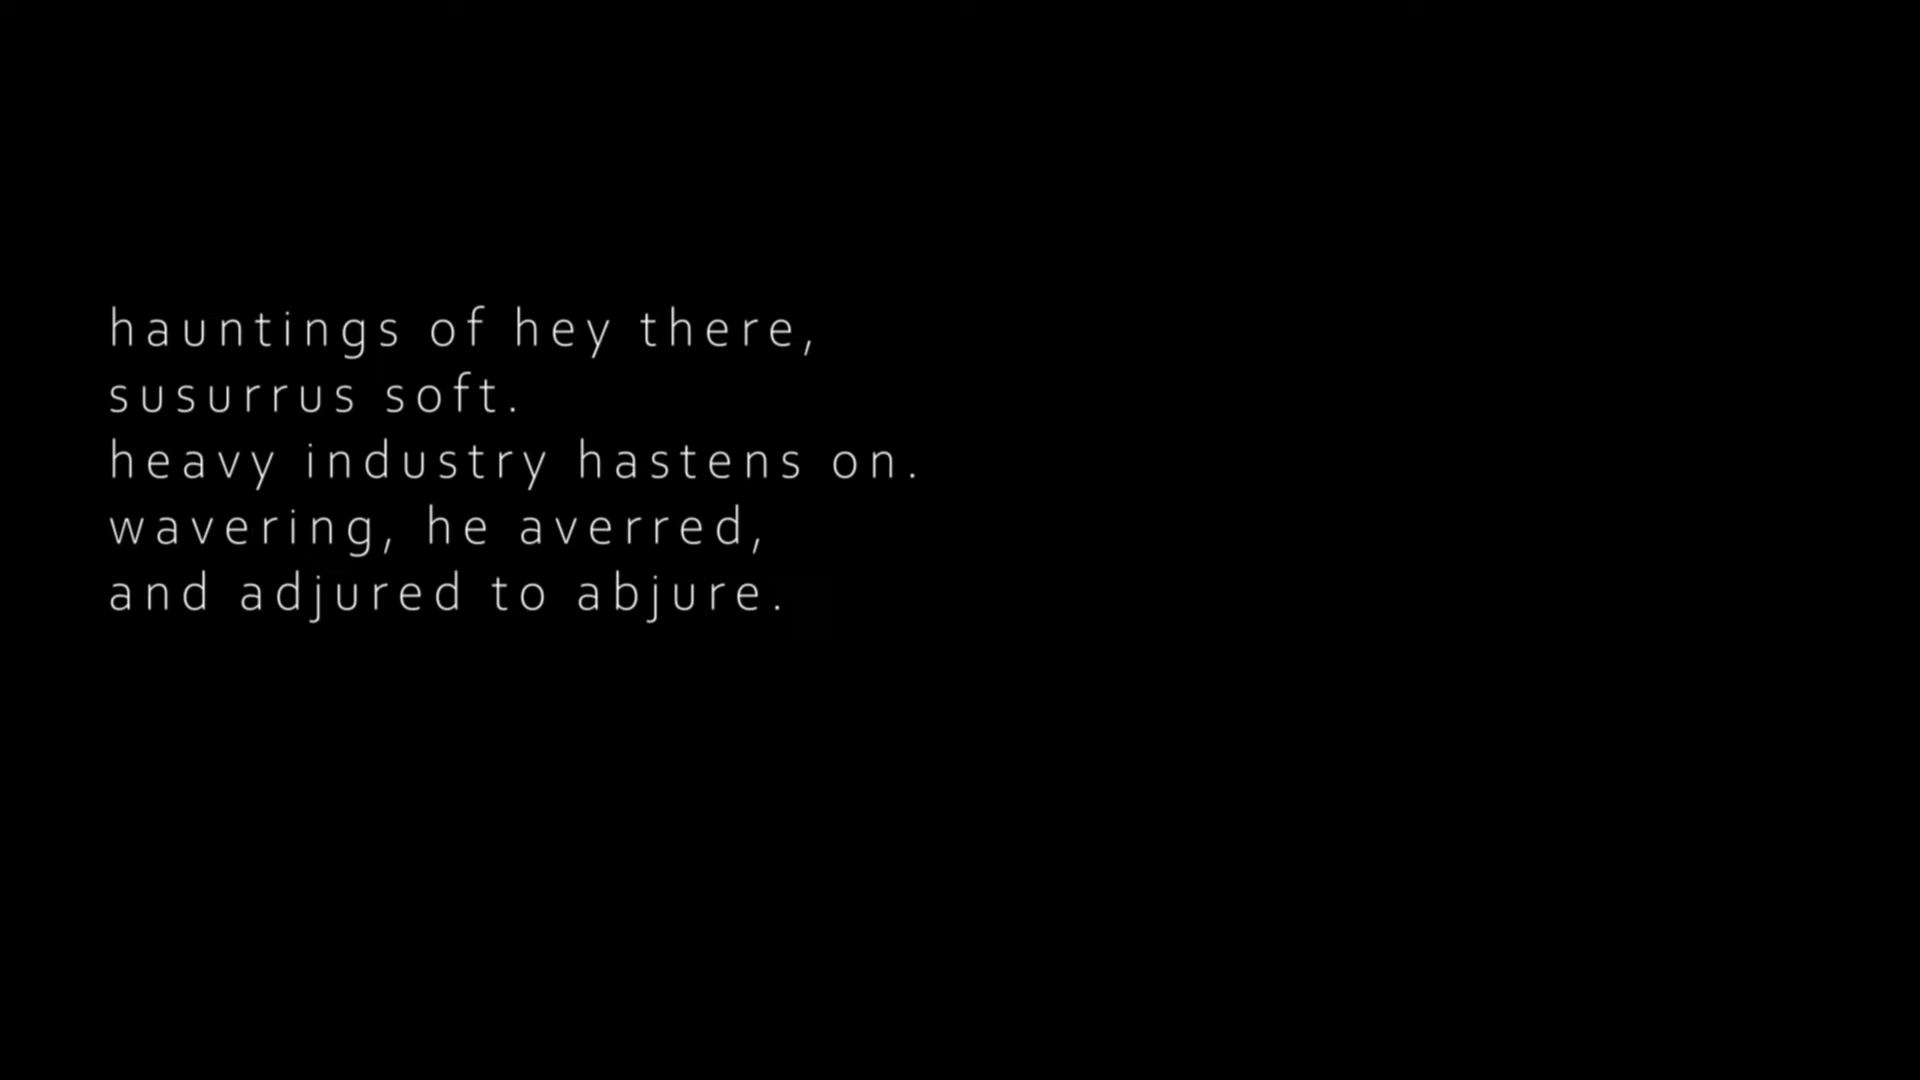 hauntings of hey there,
susurrus soft.
heavy industry hastens on.
wavering, he averred,
and adjured to abjure.